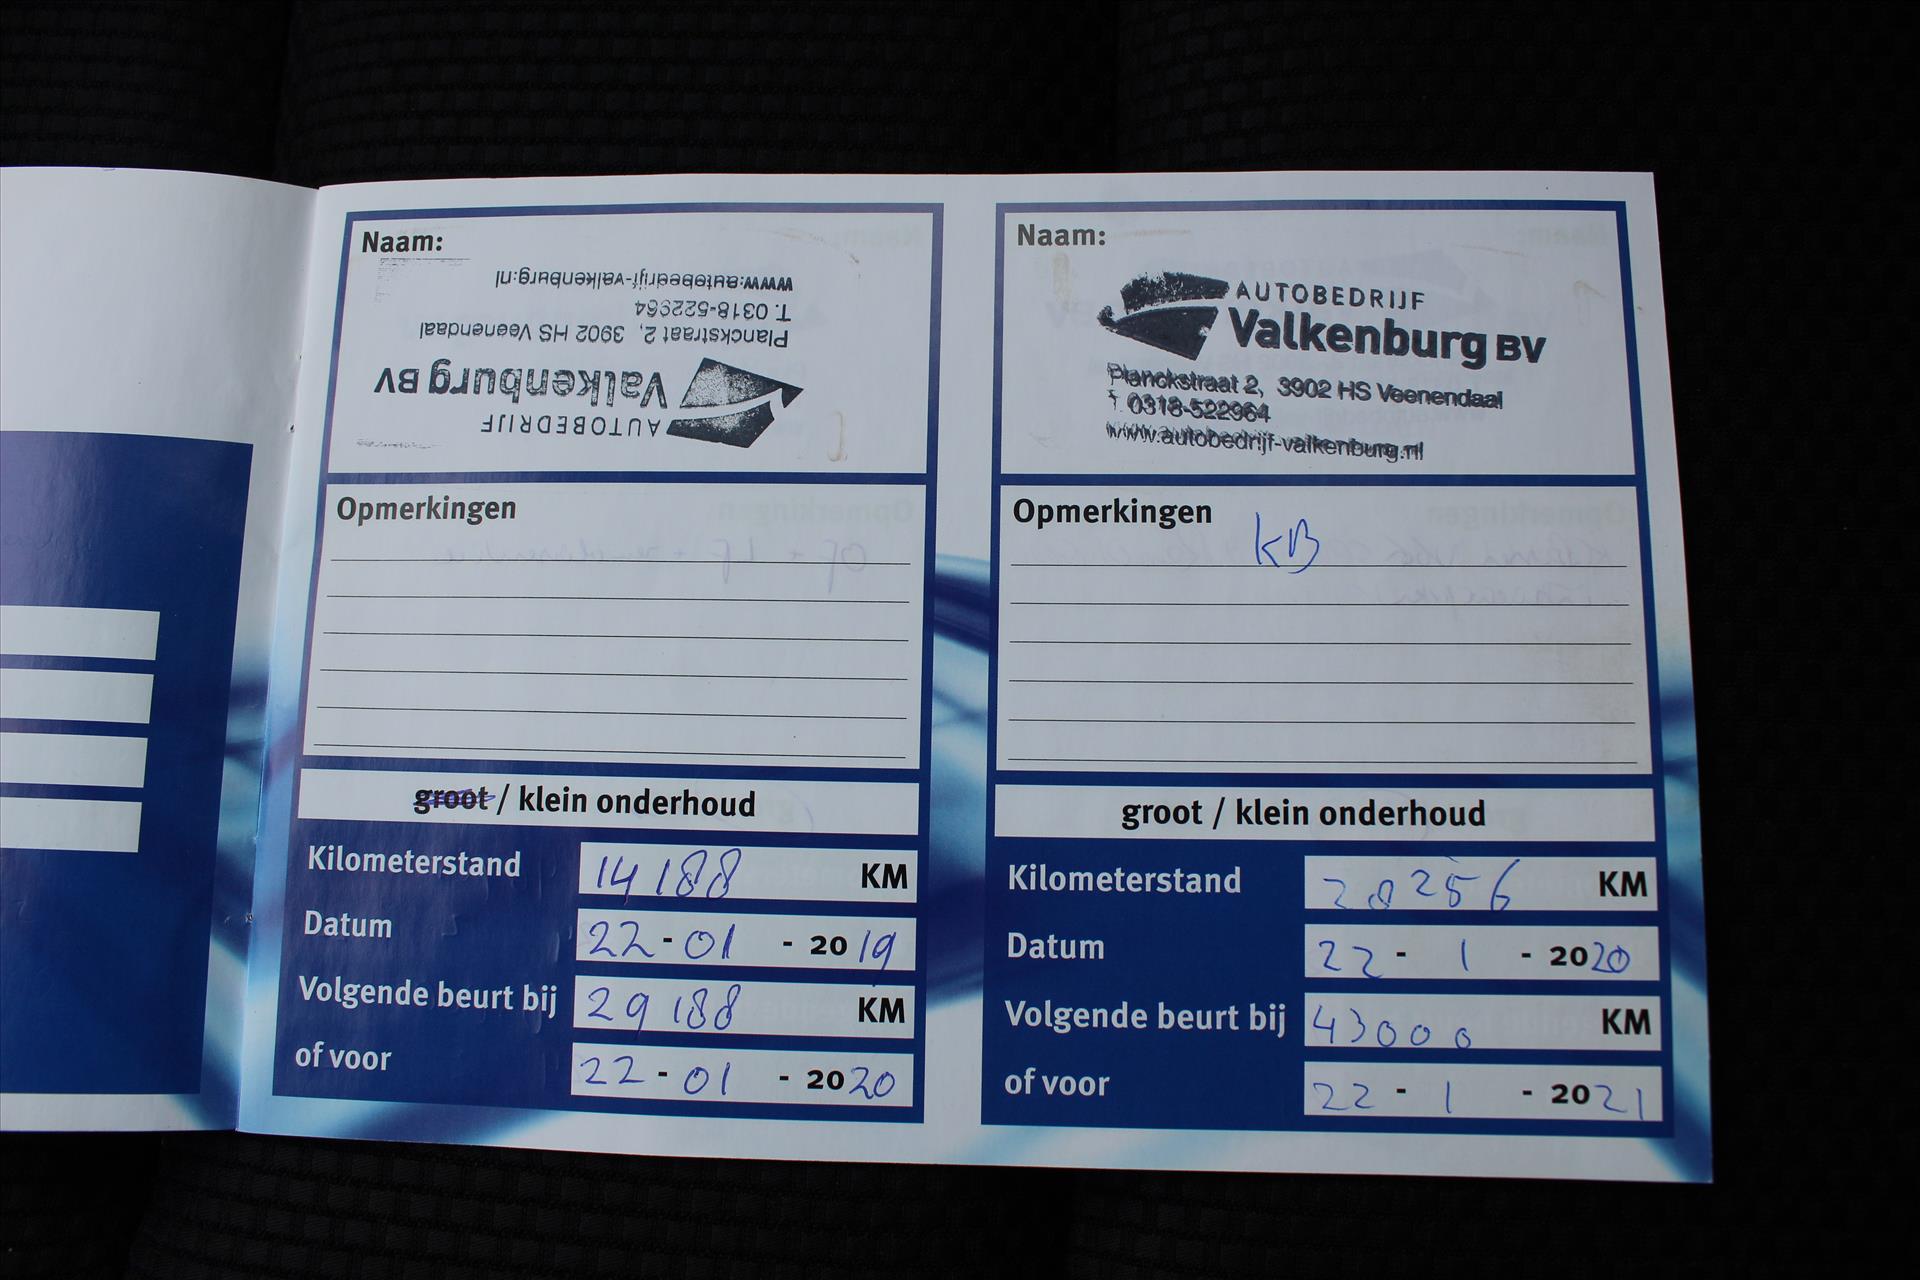 Naam:
www.autobedrijf-valkenburg.nl
T. 0318-522964
Planckstraat 2, 3902 HS Veenendaal
Valkenburg BV
AUTOBEDRIJF
Opmerkingen
groot / klein onderhoud
Kilometerstand 14188 KM
Datum 22 - 01 - 2019
Volgende beurt bij 29188 KM
of voor 22 - 01 - 2020
Naam:
AUTOBEDRIJF
Valkenburg BV
Planckstraat 2, 3902 HS Veenendaal
T. 0318-522964
www.autobedrijf-valkenburg.nl
Opmerkingen
KB
groot / klein onderhoud
Kilometerstand 28256 KM
Datum 22 - 1 - 2020
Volgende beurt bij 43000 KM
of voor 22 - 1 - 2021